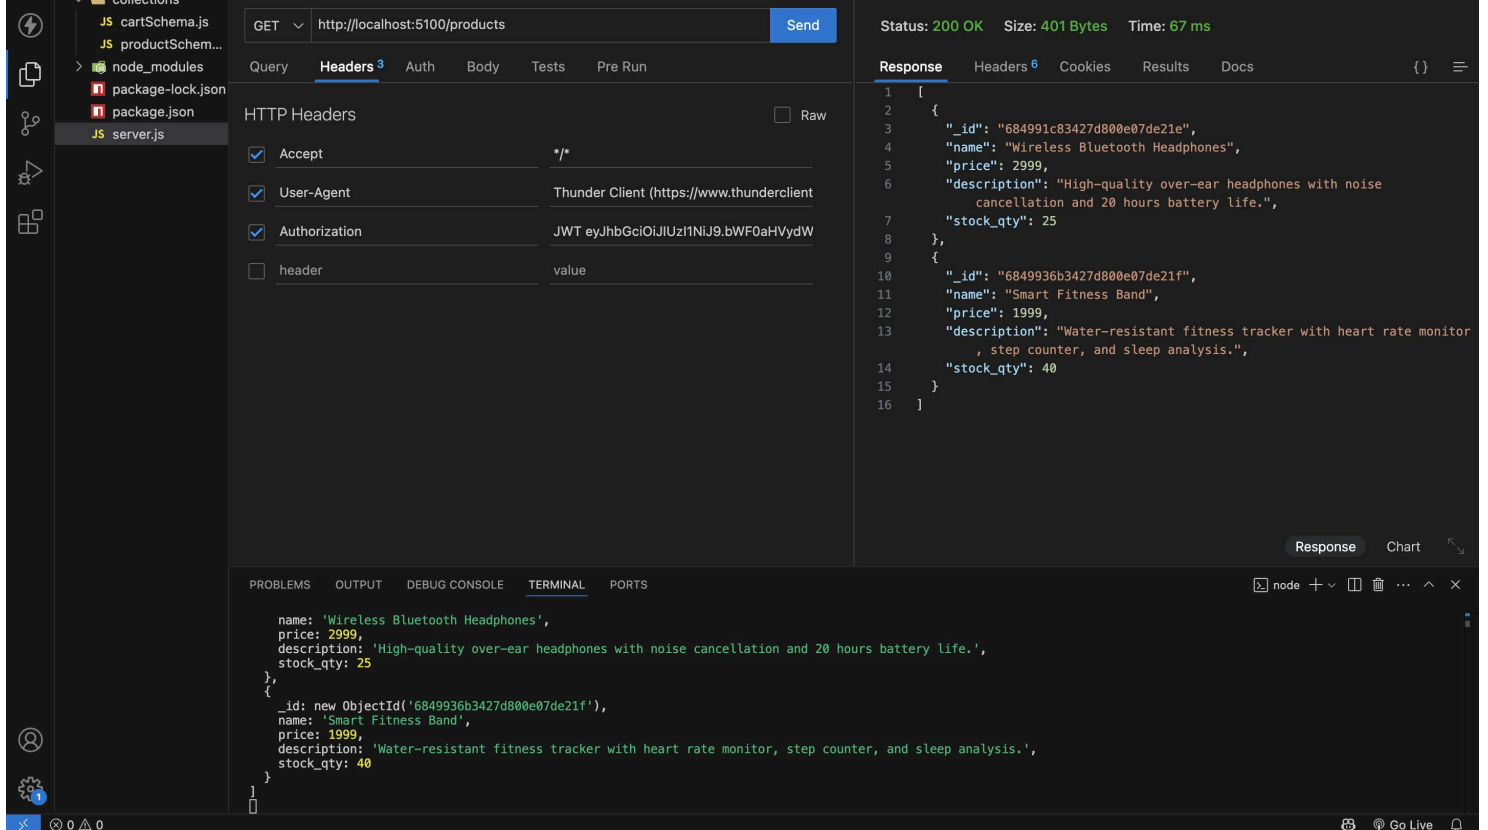 collections
JS cartSchema.js
JS productSchem...
node_modules
package-lock.json
package.json
JS server.js
GET http://localhost:5100/products Send
Query Headers 3 Auth Body Tests Pre Run
HTTP Headers Raw
Accept */*
User-Agent Thunder Client (https://www.thunderclient
Authorization JWT
header value
Status: 200 OK Size: 401 Bytes Time: 67 ms
Response Headers 6 Cookies Results Docs { }
1 [
2 {
3 "_id": "684991c83427d800e07de21e",
4 "name": "Wireless Bluetooth Headphones",
5 "price": 2999,
6 "description": "High-quality over-ear headphones with noise
cancellation and 20 hours battery life.",
7 "stock_qty": 25
8 },
9 {
10 "_id": "6849936b3427d800e07de21f",
11 "name": "Smart Fitness Band",
12 "price": 1999,
13 "description": "Water-resistant fitness tracker with heart rate monitor
, step counter, and sleep analysis.",
14 "stock_qty": 40
15 }
16 ]
Response Chart
PROBLEMS OUTPUT DEBUG CONSOLE TERMINAL PORTS
node
name: 'Wireless Bluetooth Headphones',
price: 2999,
description: 'High-quality over-ear headphones with noise cancellation and 20 hours battery life.',
stock_qty: 25
},
{
_id: new ObjectId('6849936b3427d800e07de21f'),
name: 'Smart Fitness Band',
price: 1999,
description: 'Water-resistant fitness tracker with heart rate monitor, step counter, and sleep analysis.',
stock_qty: 40
}
]
1
0 0
Go Live